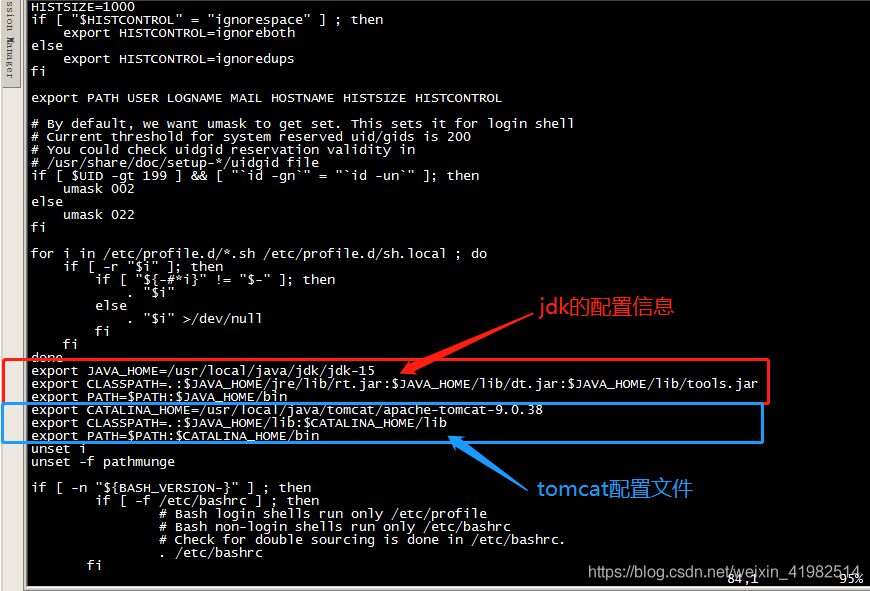 ssion Manager
HISTSIZE=1000
if [ "$HISTCONTROL" = "ignorespace" ] ; then
    export HISTCONTROL=ignoreboth
else
    export HISTCONTROL=ignoredups
fi
export PATH USER LOGNAME MAIL HOSTNAME HISTSIZE HISTCONTROL
# By default, we want umask to get set. This sets it for login shell
# Current threshold for system reserved uid/gids is 200
# You could check uidgid reservation validity in
# /usr/share/doc/setup-*/uidgid file
if [ $UID -gt 199 ] && [ "`id -gn`" = "`id -un`" ]; then
    umask 002
else
    umask 022
fi
for i in /etc/profile.d/*.sh /etc/profile.d/sh.local ; do
    if [ -r "$i" ]; then
        if [ "${-#*i}" != "$-" ]; then
            . "$i"
        else
            . "$i" >/dev/null
        fi
    fi
done
jdk的配置信息
export JAVA_HOME=/usr/local/java/jdk/jdk-15
export CLASSPATH=.:$JAVA_HOME/jre/lib/rt.jar:$JAVA_HOME/lib/dt.jar:$JAVA_HOME/lib/tools.jar
export PATH=$PATH:$JAVA_HOME/bin
export CATALINA_HOME=/usr/local/java/tomcat/apache-tomcat-9.0.38
export CLASSPATH=.:$JAVA_HOME/lib:$CATALINA_HOME/lib
export PATH=$PATH:$CATALINA_HOME/bin
unset i
unset -f pathmunge
tomcat配置文件
if [ -n "${BASH_VERSION-}" ] ; then
        if [ -f /etc/bashrc ] ; then
                # Bash login shells run only /etc/profile
                # Bash non-login shells run only /etc/bashrc
                # Check for double sourcing is done in /etc/bashrc.
                . /etc/bashrc
       fi
https://blog.csdn.net/weixin_41982514
84,1 95%